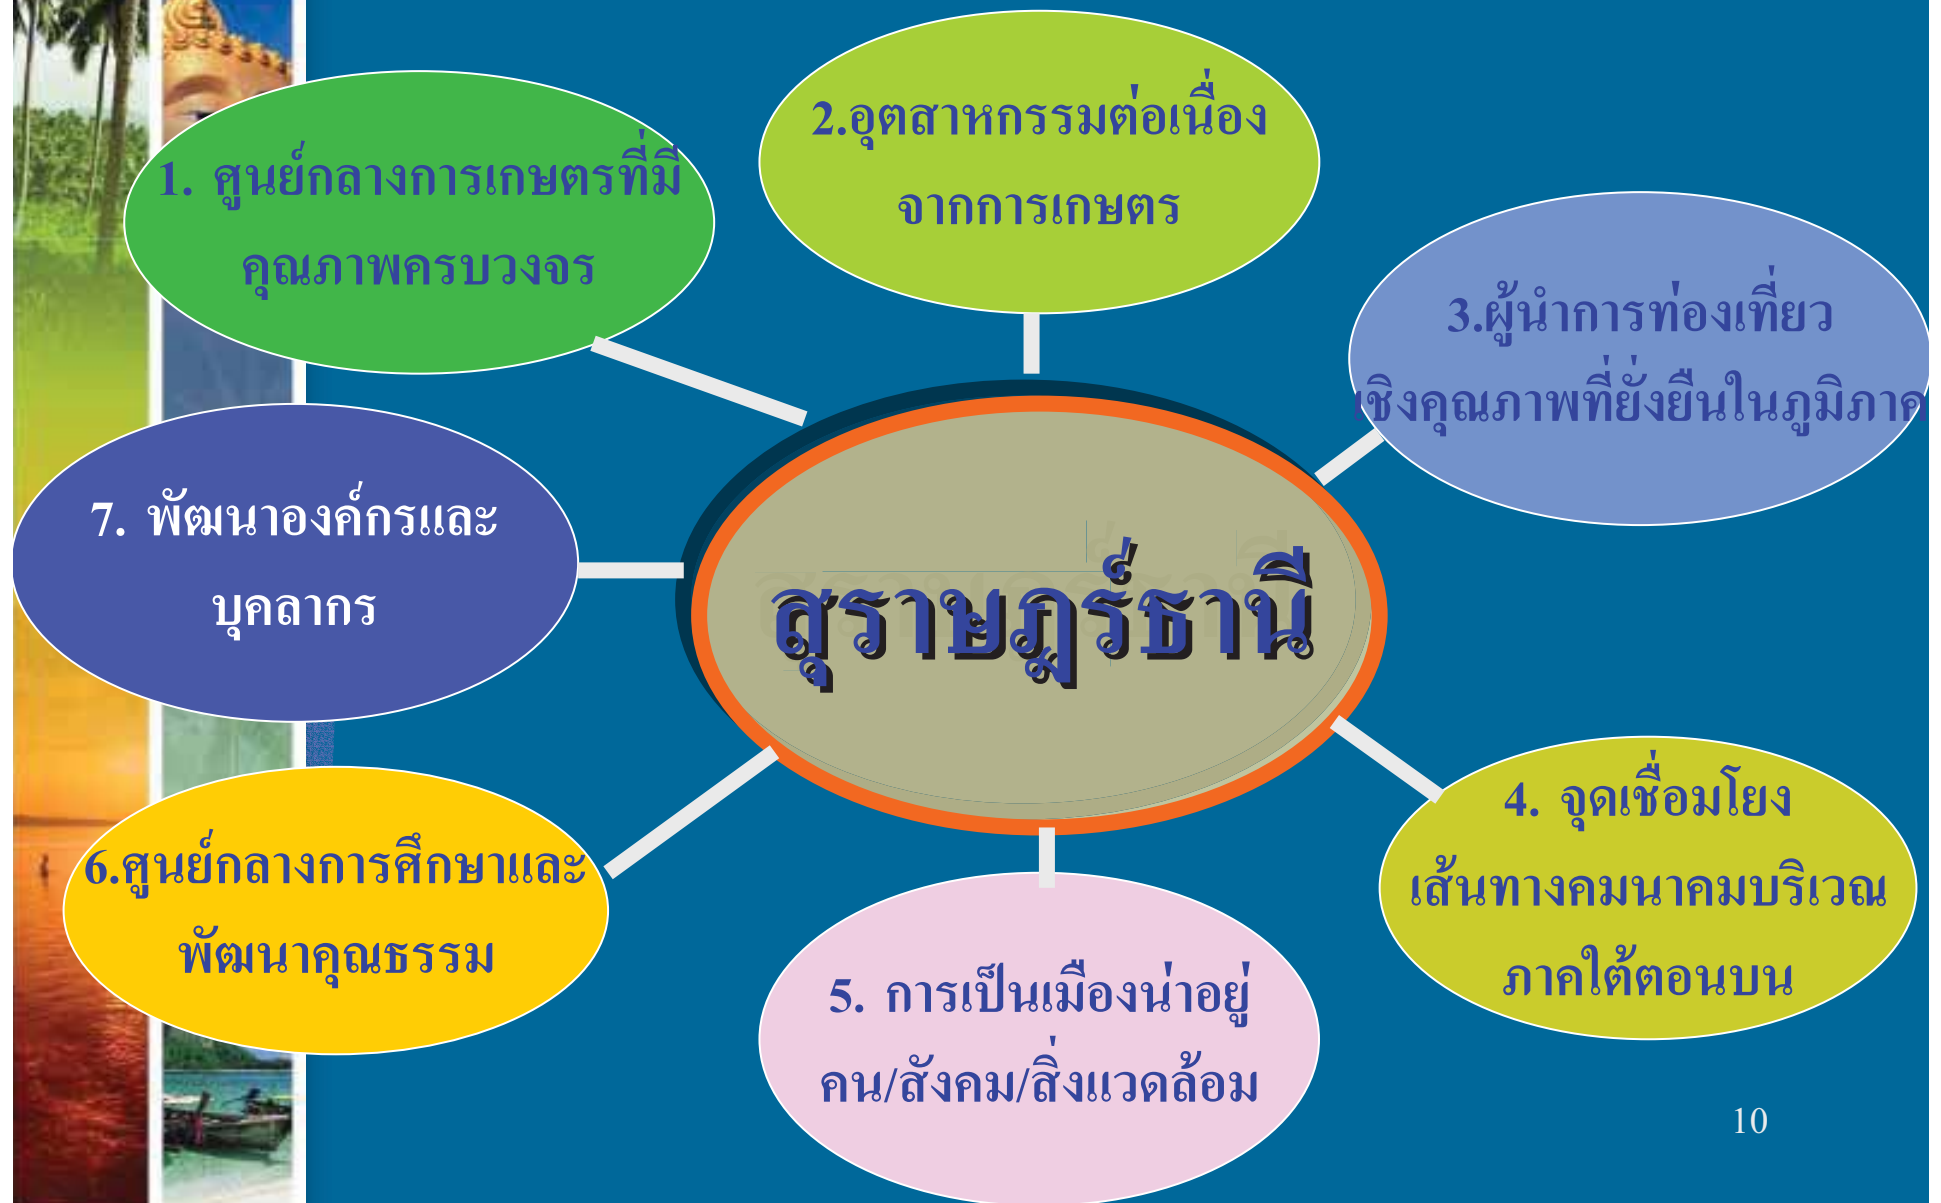 1. ศูนย์กลางการเกษตรที่มี
คุณภาพครบวงจร
2.อุตสาหกรรมต่อเนื่อง
จากการเกษตร
3.ผู้นำการท่องเที่ยว
เชิงคุณภาพที่ยั่งยืนในภูมิภาค
4. จุดเชื่อมโยง
เส้นทางคมนาคมบริเวณ
ภาคใต้ตอนบน
5. การเป็นเมืองน่าอยู่
คน/สังคม/สิ่งแวดล้อม
6.ศูนย์กลางการศึกษาและ
พัฒนาคุณธรรม
7. พัฒนาองค์กรและ
บุคลากร
สุราษฎร์ธานี
10